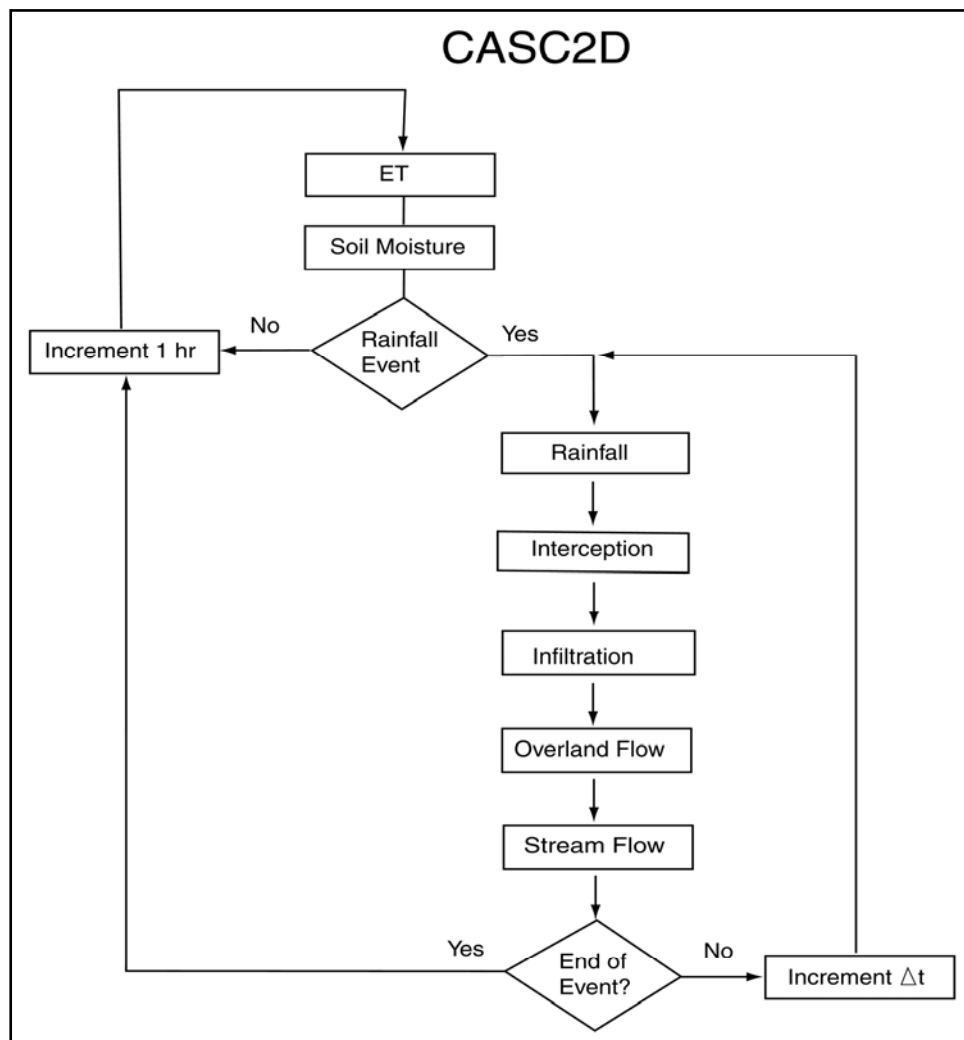 CASC2D
ET
Soil Moisture
No
Rainfall
Event
Yes
Increment 1 hr
Rainfall
Interception
Infiltration
Overland Flow
Stream Flow
Yes
End of
Event?
No
Increment Δt